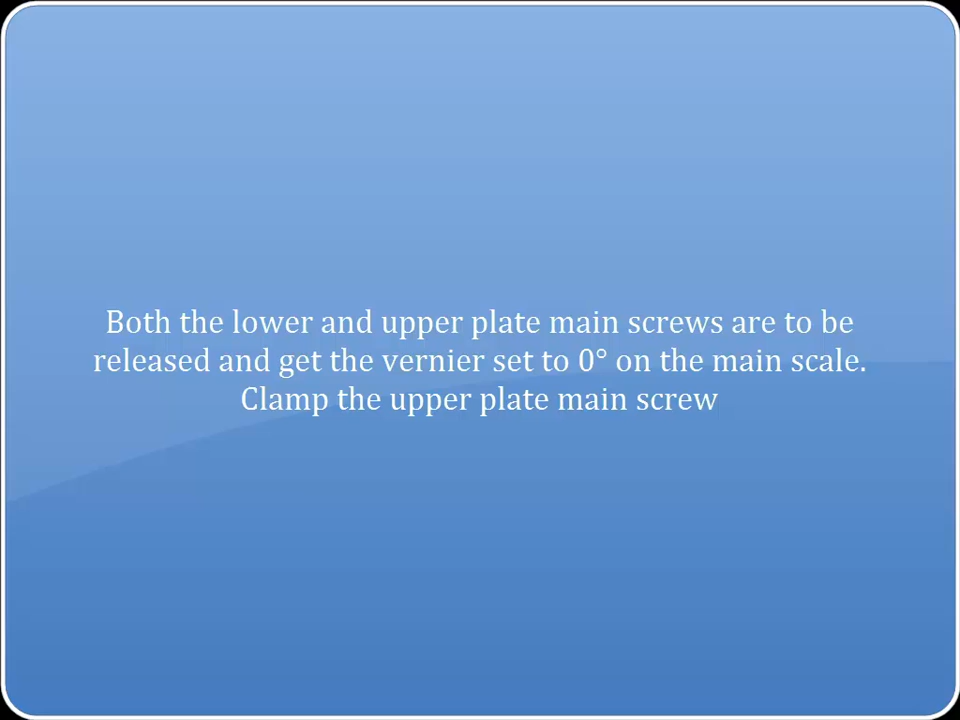 Both the lower and upper plate main screws are to be
released and get the vernier set to 0° on the main scale.
Clamp the upper plate main screw